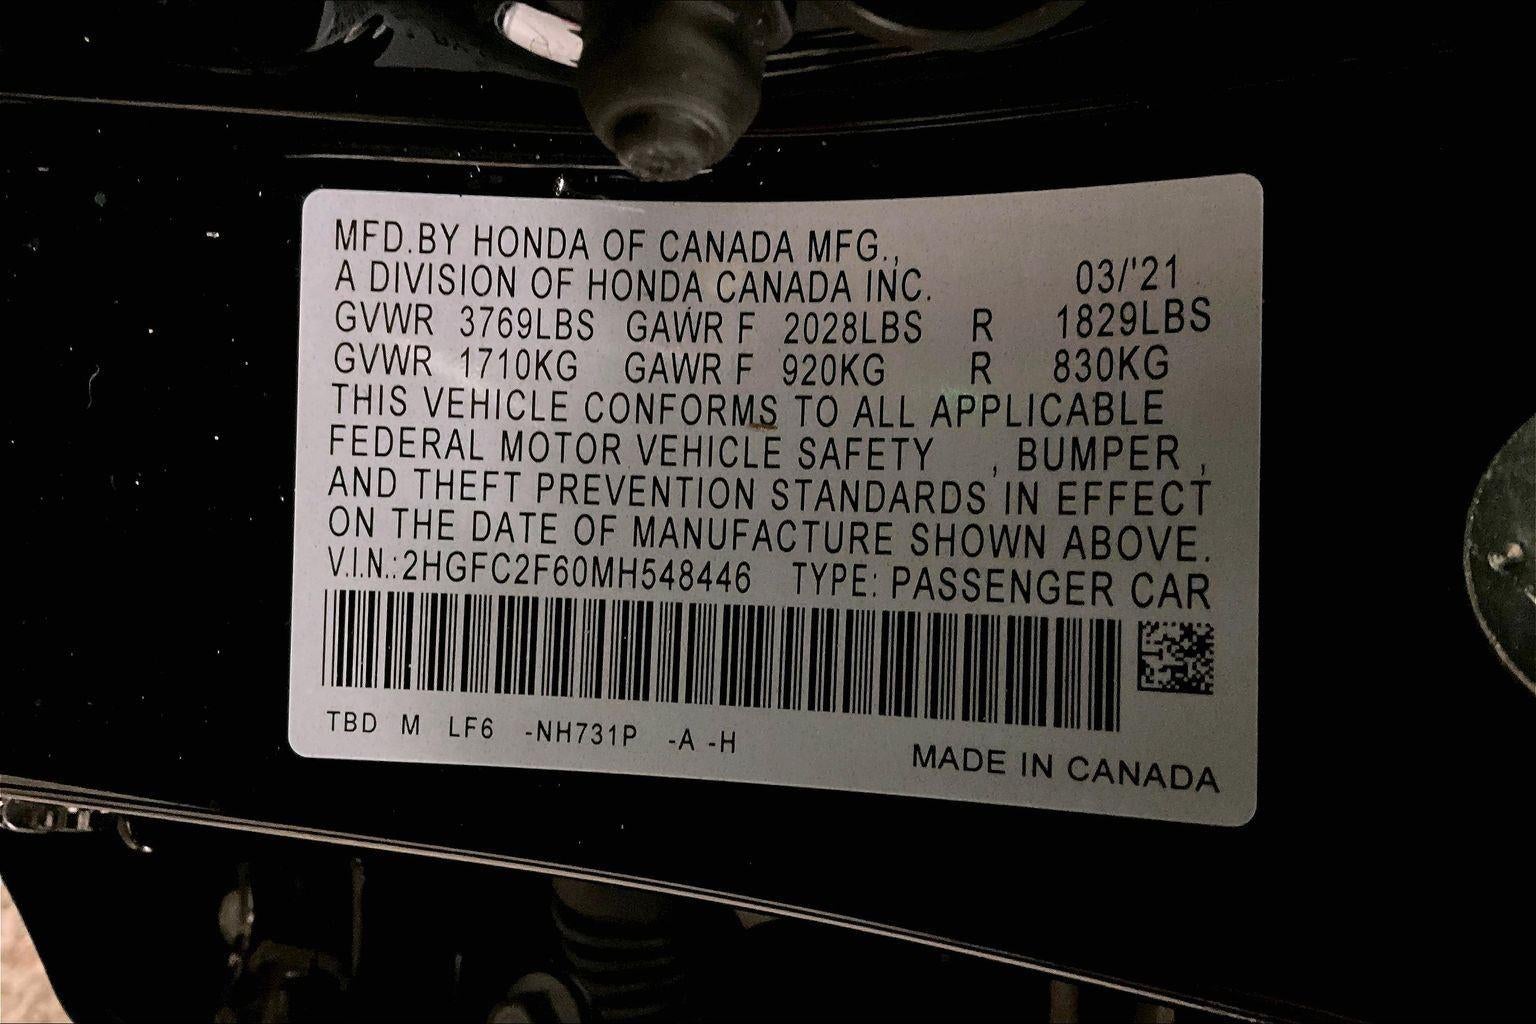 MFD.BY HONDA OF CANADA MFG.,
A DIVISION OF HONDA CANADA INC. 03/'21
GVWR 3769LBS GAWR F 2028LBS R 1829LBS
GVWR 1710KG GAWR F 920KG R 830KG
THIS VEHICLE CONFORMS TO ALL APPLICABLE
FEDERAL MOTOR VEHICLE SAFETY , BUMPER ,
AND THEFT PREVENTION STANDARDS IN EFFECT
ON THE DATE OF MANUFACTURE SHOWN ABOVE.
V.I.N.:2HGFC2F60MH548446 TYPE: PASSENGER CAR
TBD M LF6 -NH731P -A -H
MADE IN CANADA